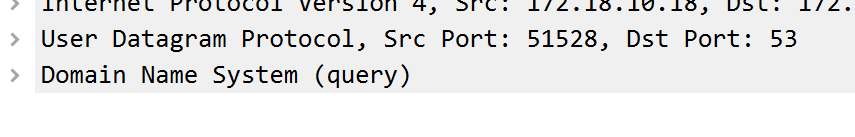 Internet Protocol Version 4, Src: 172.18.10.18, Dst: 172.
User Datagram Protocol, Src Port: 51528, Dst Port: 53
Domain Name System (query)